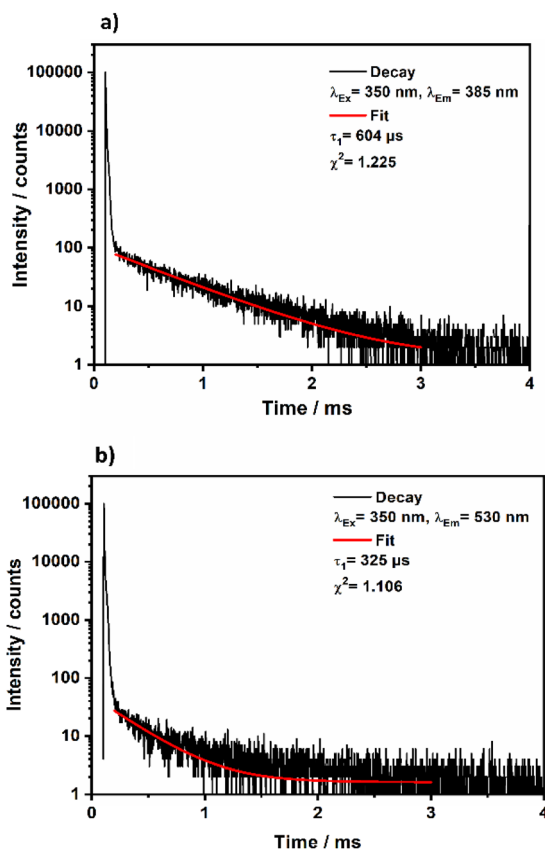 a)
100000
10000
1000
100
10
1
Intensity / counts
Decay
λEx= 350 nm, λEm= 385 nm
Fit
τ1= 604 µs
χ2= 1.225
0 1 2 3 4
Time / ms
b)
100000
10000
1000
100
10
1
Intensity / counts
Decay
λEx= 350 nm, λEm= 530 nm
Fit
τ1= 325 µs
χ2= 1.106
0 1 2 3 4
Time / ms